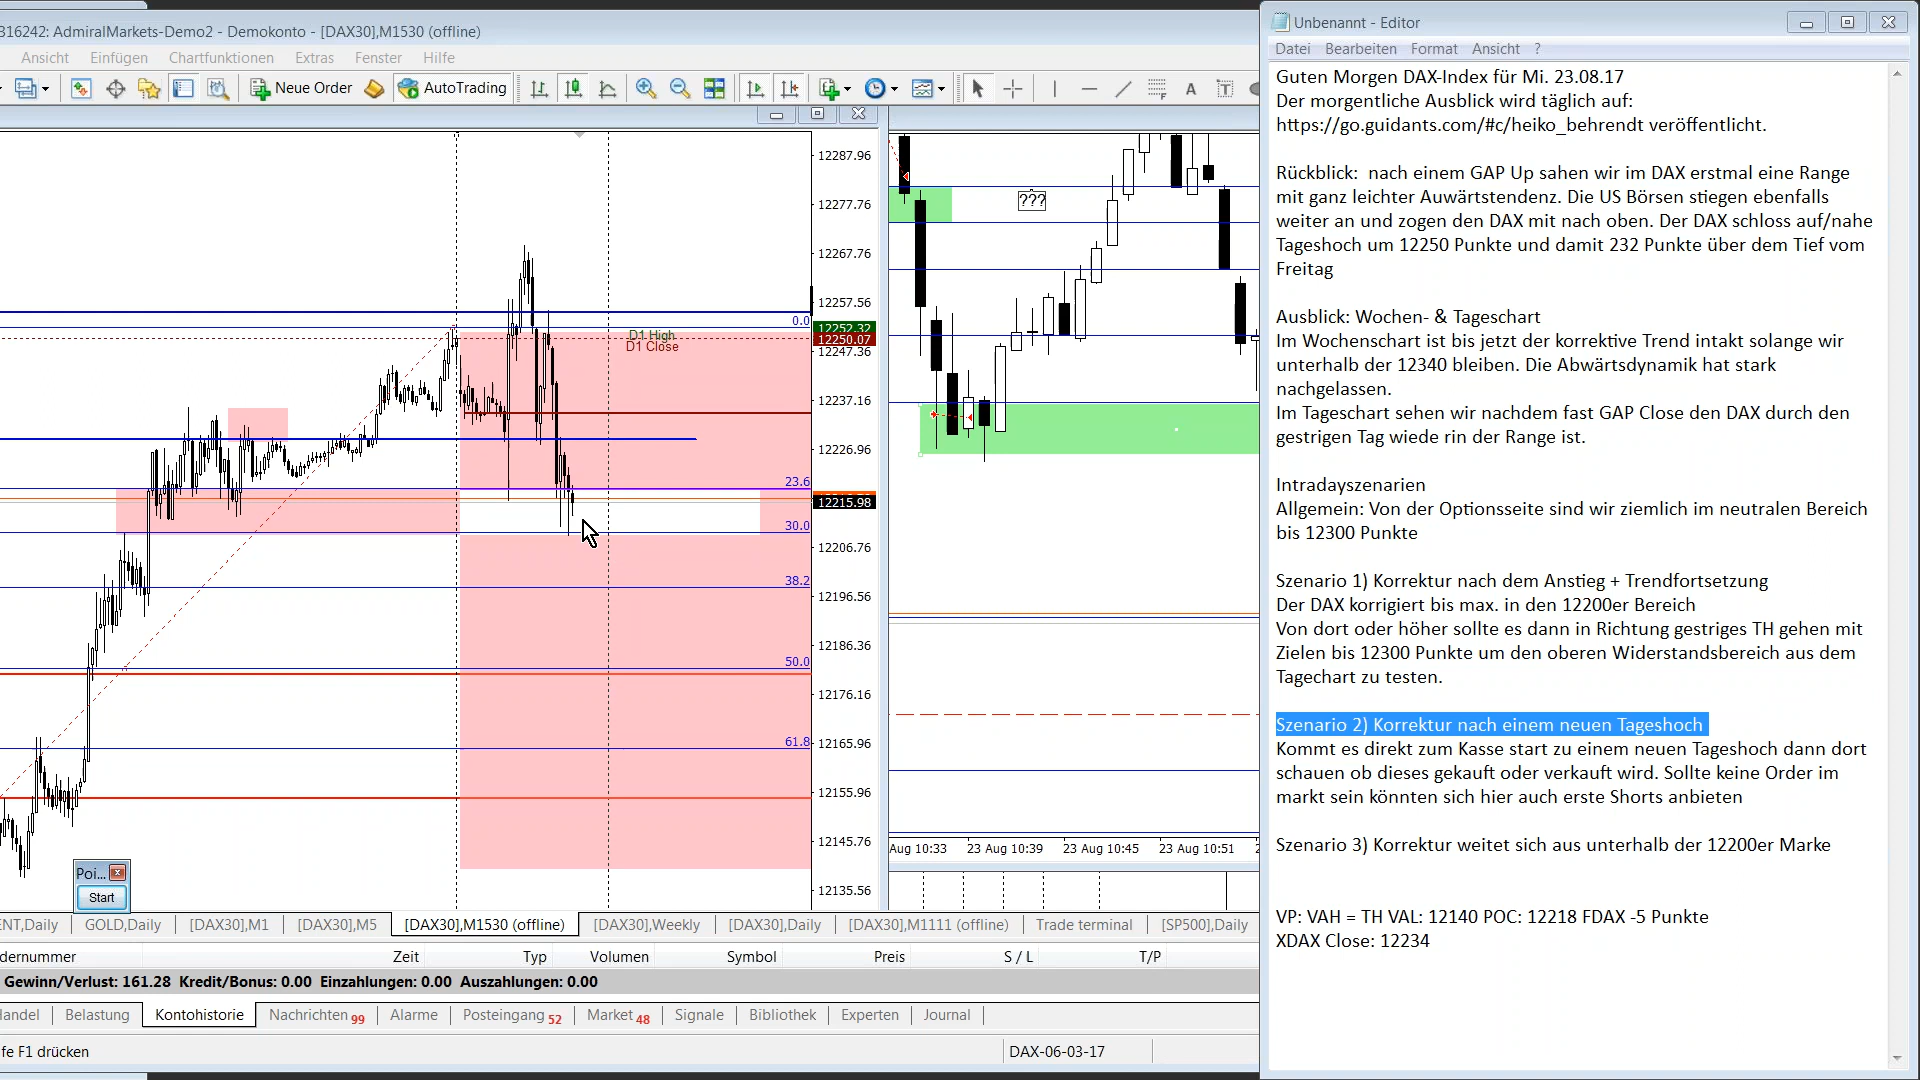 316242: AdmiralMarkets-Demo2 - Demokonto - [DAX30],M1530 (offline)
Ansicht Einfügen Chartfunktionen Extras Fenster Hilfe
Neue Order AutoTrading
A T
12287.96
12277.76
12267.76
12257.56
0.0
12252.32
D1 High
12250.07
D1 Close
12247.36
12237.16
12226.96
23.6
12215.98
30.0
12206.76
38.2
12196.56
12186.36
50.0
12176.16
61.8
12165.96
12155.96
12145.76
12135.56
Poi...
Start
???
Aug 10:33 23 Aug 10:39 23 Aug 10:45 23 Aug 10:51 2
ENT,Daily GOLD,Daily [DAX30],M1 [DAX30],M5 [DAX30],M1530 (offline) [DAX30],Weekly [DAX30],Daily [DAX30],M1111 (offline) Trade terminal [SP500],Daily
dernummer Zeit Typ Volumen Symbol Preis S / L T/P
Gewinn/Verlust: 161.28 Kredit/Bonus: 0.00 Einzahlungen: 0.00 Auszahlungen: 0.00
Handel Belastung Kontohistorie Nachrichten 99 Alarme Posteingang 52 Market 48 Signale Bibliothek Experten Journal
fe F1 drücken DAX-06-03-17
Unbenannt - Editor
Datei Bearbeiten Format Ansicht ?
Guten Morgen DAX-Index für Mi. 23.08.17
Der morgentliche Ausblick wird täglich auf:
https://go.guidants.com/#c/heiko_behrendt veröffentlicht.
Rückblick: nach einem GAP Up sahen wir im DAX erstmal eine Range
mit ganz leichter Auwärtstendenz. Die US Börsen stiegen ebenfalls
weiter an und zogen den DAX mit nach oben. Der DAX schloss auf/nahe
Tageshoch um 12250 Punkte und damit 232 Punkte über dem Tief vom
Freitag
Ausblick: Wochen- & Tageschart
Im Wochenschart ist bis jetzt der korrektive Trend intakt solange wir
unterhalb der 12340 bleiben. Die Abwärtsdynamik hat stark
nachgelassen.
Im Tageschart sehen wir nachdem fast GAP Close den DAX durch den
gestrigen Tag wiede rin der Range ist.
Intradayszenarien
Allgemein: Von der Optionsseite sind wir ziemlich im neutralen Bereich
bis 12300 Punkte
Szenario 1) Korrektur nach dem Anstieg + Trendfortsetzung
Der DAX korrigiert bis max. in den 12200er Bereich
Von dort oder höher sollte es dann in Richtung gestriges TH gehen mit
Zielen bis 12300 Punkte um den oberen Widerstandsbereich aus dem
Tagechart zu testen.
Szenario 2) Korrektur nach einem neuen Tageshoch
Kommt es direkt zum Kasse start zu einem neuen Tageshoch dann dort
schauen ob dieses gekauft oder verkauft wird. Sollte keine Order im
markt sein könnten sich hier auch erste Shorts anbieten
Szenario 3) Korrektur weitet sich aus unterhalb der 12200er Marke
VP: VAH = TH VAL: 12140 POC: 12218 FDAX -5 Punkte
XDAX Close: 12234